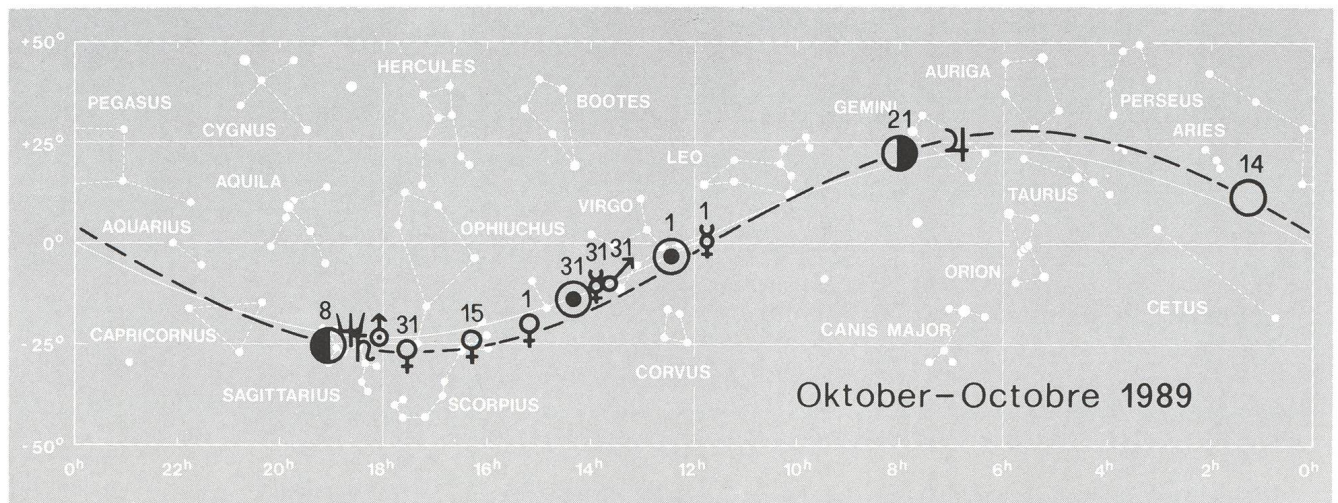 +50°
HERCULES
AURIGA
PEGASUS
CYGNUS
BOOTES
GEMINI
PERSEUS
21
+25°
ARIES
LEO
14
AQUILA
VIRGO
TAURUS
AQUARIUS
OPHIUCHUS
1
1
0°
31
31
31
ORION
8
31
15
1
CAPRICORNUS
CANIS MAJOR
CETUS
-25°
CORVUS
SAGITTARIUS
SCORPIUS
Oktober–Octobre 1989
-50°
0h 22h 20h 18h 16h 14h 12h 10h 8h 6h 4h 2h 0h